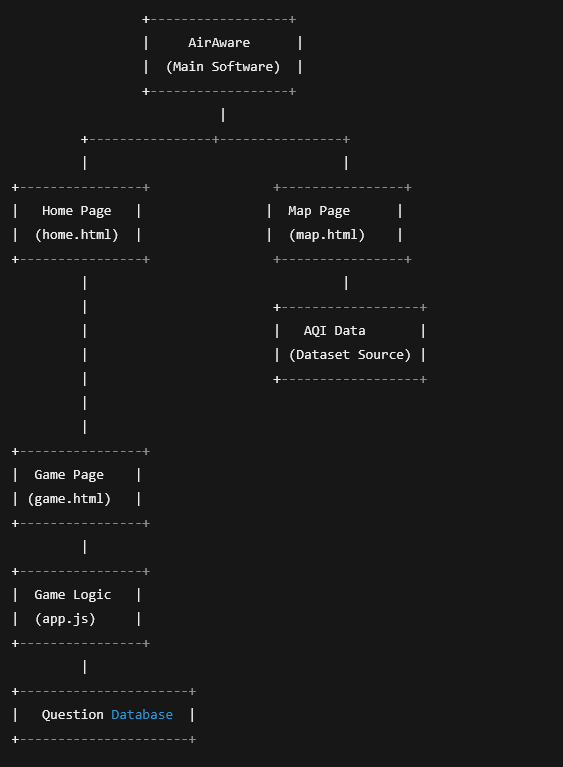 AirAware
(Main Software)
Home Page
(home.html)
Map Page
(map.html)
AQI Data
(Dataset Source)
Game Page
(game.html)
Game Logic
(app.js)
Question Database